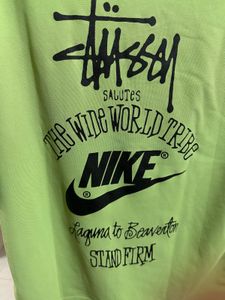 Stüssy
SALUTES
THE WIDE WORLD TRIBE
NIKE®
®
Laguna to Beaverton
STAND FIRM